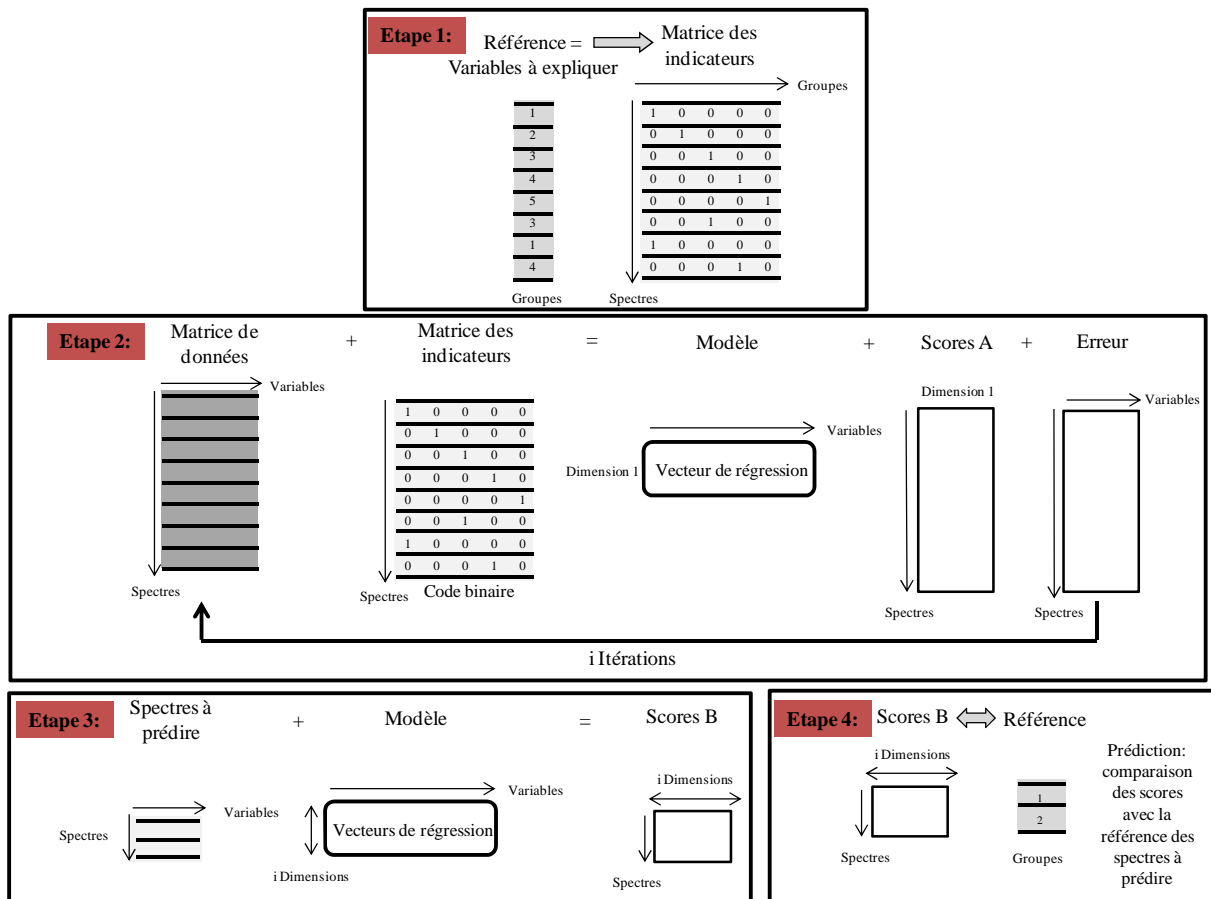 Etape 1:
Référence =
Variables à expliquer
Matrice des
indicateurs
Groupes
1
2
3
4
5
3
1
4
Groupes
1 0 0 0 0
0 1 0 0 0
0 0 1 0 0
0 0 0 1 0
0 0 0 0 1
0 0 1 0 0
1 0 0 0 0
0 0 0 1 0
Spectres
Etape 2:
Matrice de
données
+
Matrice des
indicateurs
=
Modèle
+
Scores A
+
Erreur
Variables
Spectres
1 0 0 0 0
0 1 0 0 0
0 0 1 0 0
0 0 0 1 0
0 0 0 0 1
0 0 1 0 0
1 0 0 0 0
0 0 0 1 0
Spectres
Code binaire
Variables
Dimension 1
Vecteur de régression
Dimension 1
Spectres
Variables
Spectres
i Itérations
Etape 3:
Spectres à
prédire
+
Modèle
=
Scores B
Variables
Spectres
Variables
Vecteurs de régression
i Dimensions
i Dimensions
Spectres
Etape 4:
Scores B
Référence
i Dimensions
Spectres
1
2
Groupes
Prédiction:
comparaison
des scores
avec la
référence des
spectres à
prédire